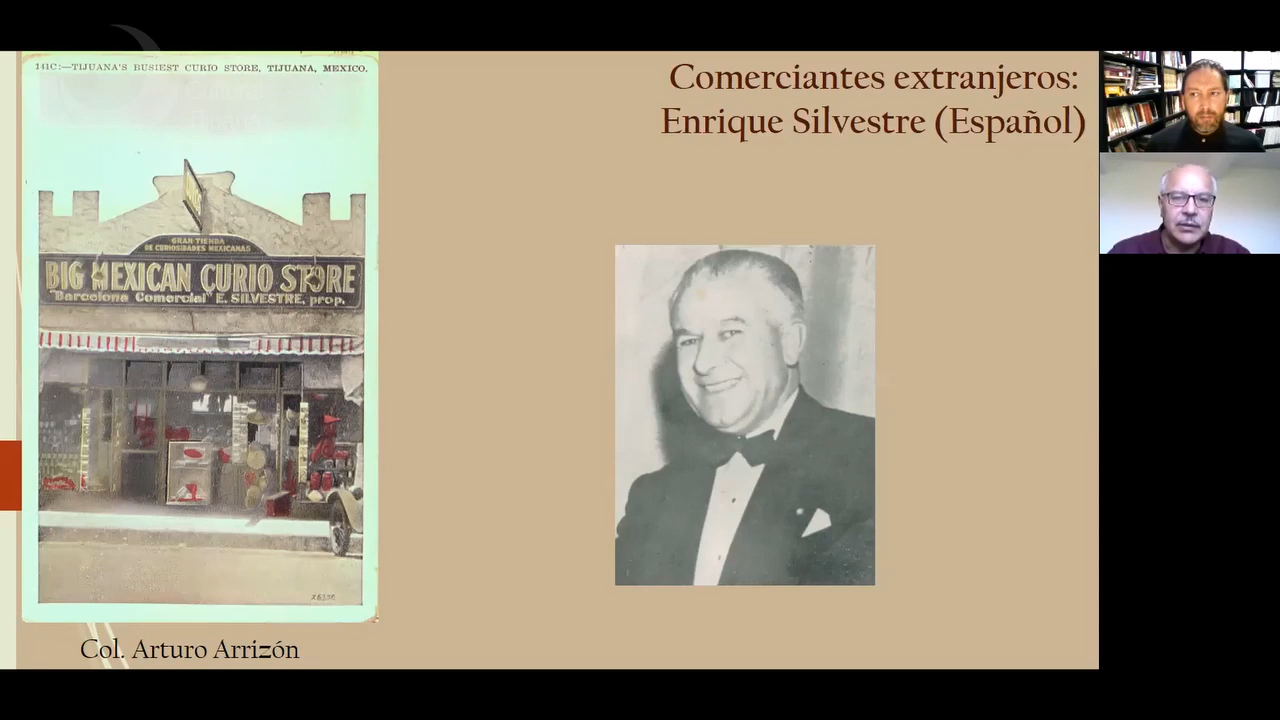 141C:—TIJUANA'S BUSIEST CURIO STORE, TIJUANA, MEXICO.
GRAN TIENDA
DE CURIOSIDADES MEXICANAS
BIG MEXICAN CURIO STORE
"Barcelona Comercial" E. SILVESTRE, prop.
Col. Arturo Arrizón
Comerciantes extranjeros:
Enrique Silvestre (Español)